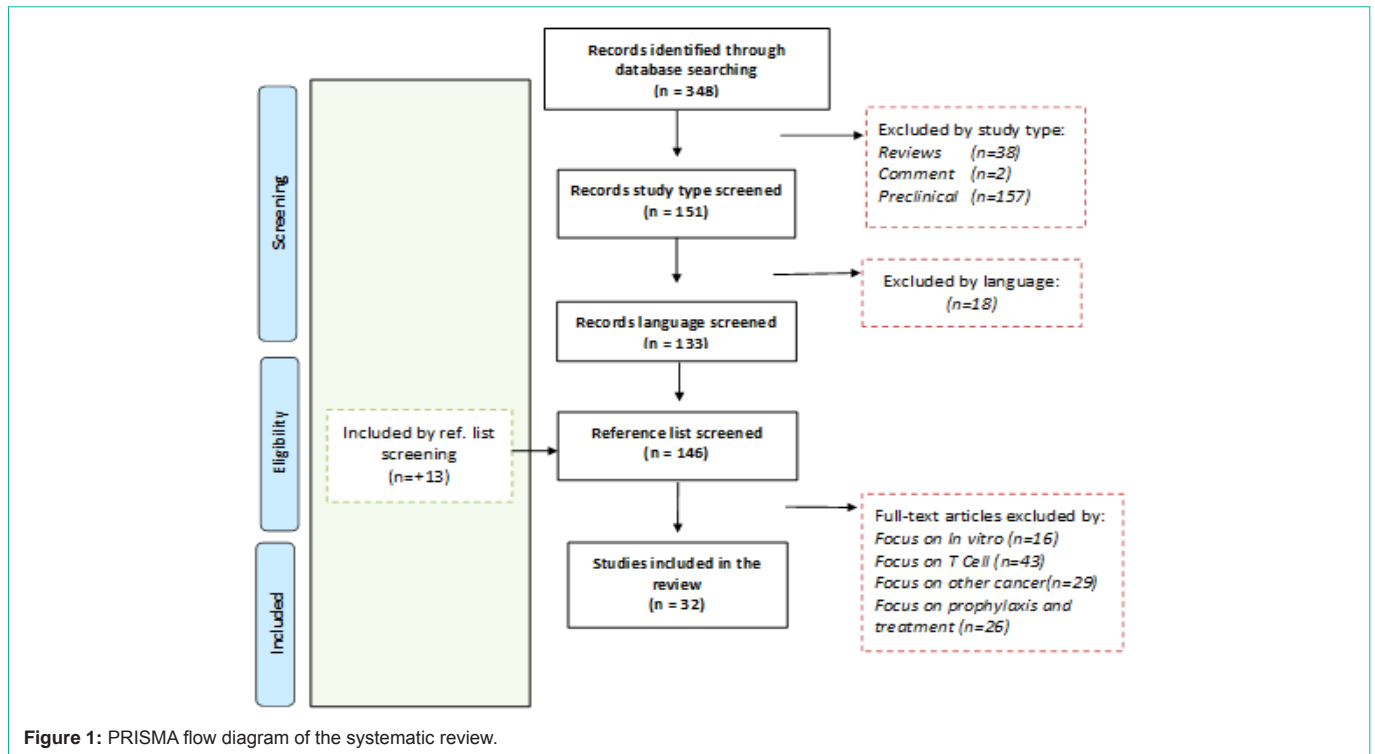 Records identified through
database searching
(n = 348)
Excluded by study type:
Reviews (n=38)
Comment (n=2)
Preclinical (n=157)
Records study type screened
(n = 151)
Screening
Excluded by language:
(n=18)
Records language screened
(n = 133)
Eligibility
Included by ref. list
screening
(n=+13)
Reference list screened
(n = 146)
Full-text articles excluded by:
Focus on In vitro (n=16)
Focus on T Cell (n=43)
Focus on other cancer(n=29)
Focus on prophylaxis and
treatment (n=26)
Included
Studies included in the
review
(n = 32)
Figure 1: PRISMA flow diagram of the systematic review.